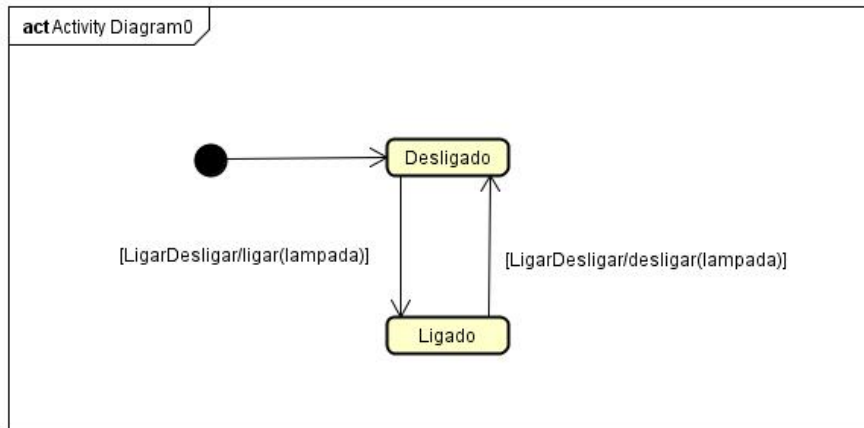 act Activity Diagram0
Desligado
[LigarDesligar/ligar(lampada)]
[LigarDesligar/desligar(lampada)]
Ligado